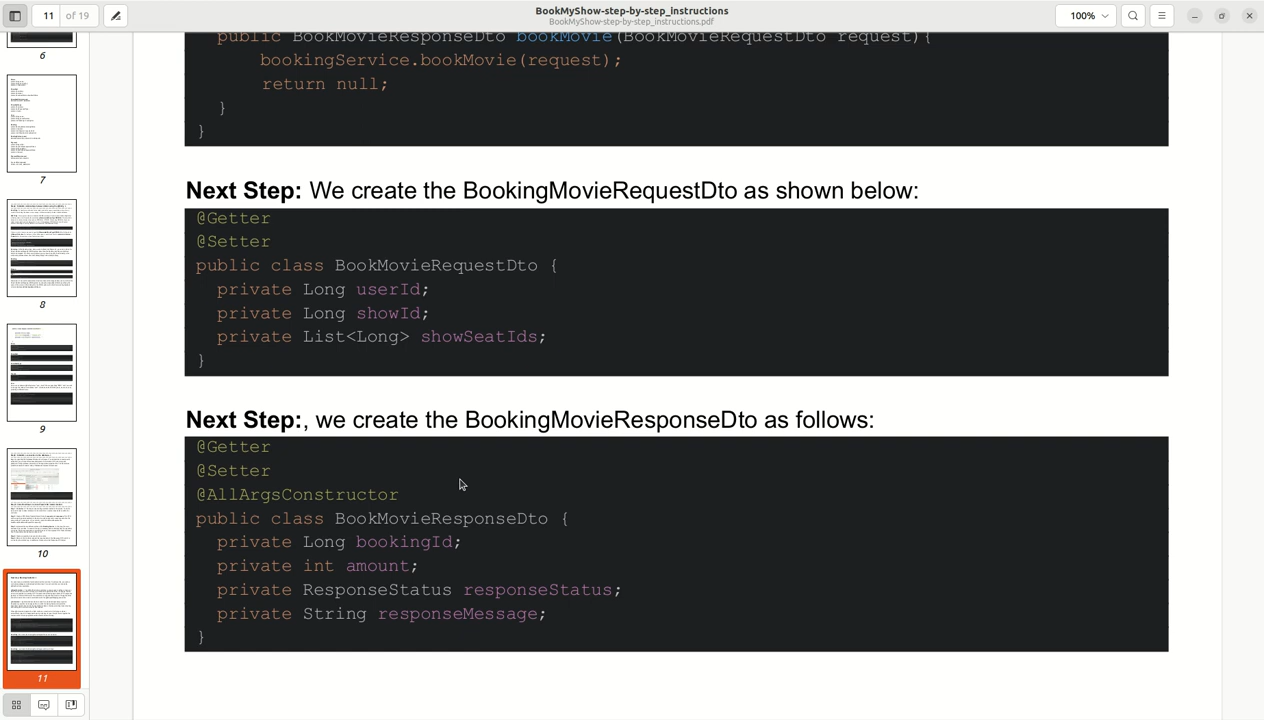 11 of 19
BookMyShow-step-by-step_instructions
BookMyShow-step-by-step_instructions.pdf
100%
public BookMovieResponseDto bookMovie(BookMovieRequestDto request){
bookingService.bookMovie(request);
return null;
}
}
Next Step: We create the BookingMovieRequestDto as shown below:
@Getter
@Setter
public class BookMovieRequestDto {
private Long userId;
private Long showId;
private List<Long> showSeatIds;
}
Next Step:, we create the BookingMovieResponseDto as follows:
@Getter
@Setter
@AllArgsConstructor
public class BookMovieResponseDto {
private Long bookingId;
private int amount;
private ResponseStatus responseStatus;
private String responseMessage;
}
6
7
8
9
10
11